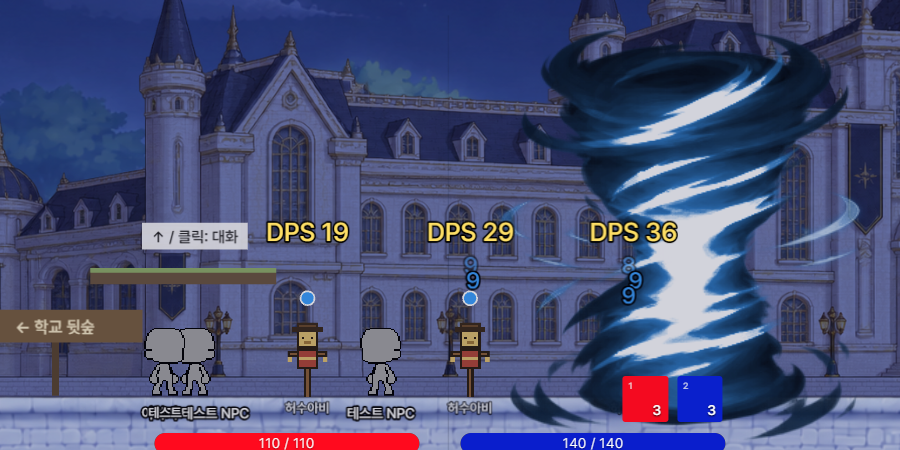 ↑ / 클릭: 대화
DPS 19
DPS 29
DPS 36
9
9
8
9
9
← 학교 뒷숲
테스트 NPC
허수아비
테스트 NPC
허수아비
1
3
2
3
110 / 110
140 / 140